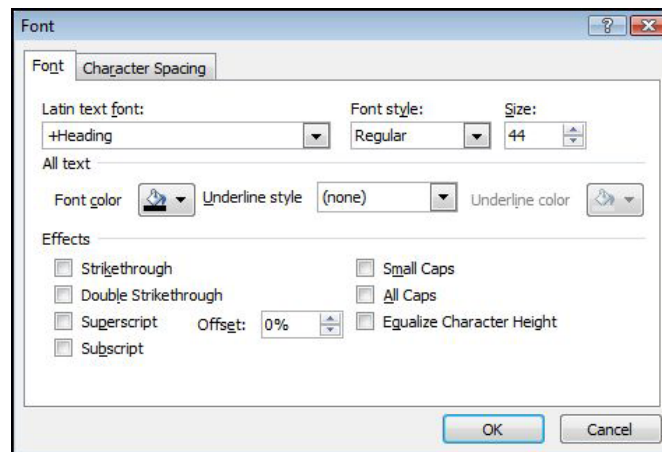 Font
Font Character Spacing
Latin text font: Font style: Size:
+Heading Regular 44
All text
Font color Underline style (none) Underline color
Effects
Strikethrough Small Caps
Double Strikethrough All Caps
Superscript Offset: 0% Equalize Character Height
Subscript
OK Cancel